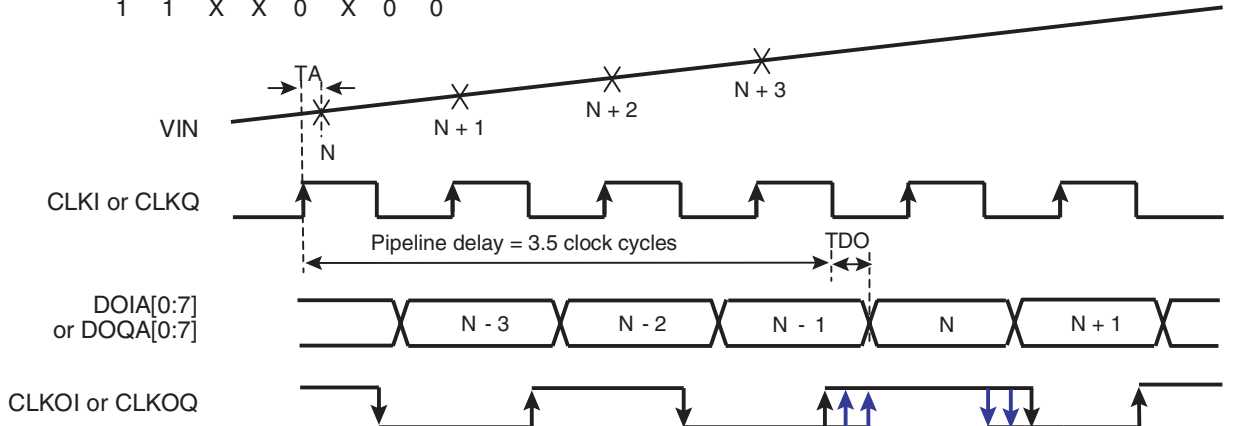 1 1 X X 0 X 0 0
TA
VIN
N
N + 1
N + 2
N + 3
CLKI or CLKQ
Pipeline delay = 3.5 clock cycles
TDO
DOIA[0:7]
or DOQA[0:7]
N - 3
N - 2
N - 1
N
N + 1
CLKOI or CLKOQ